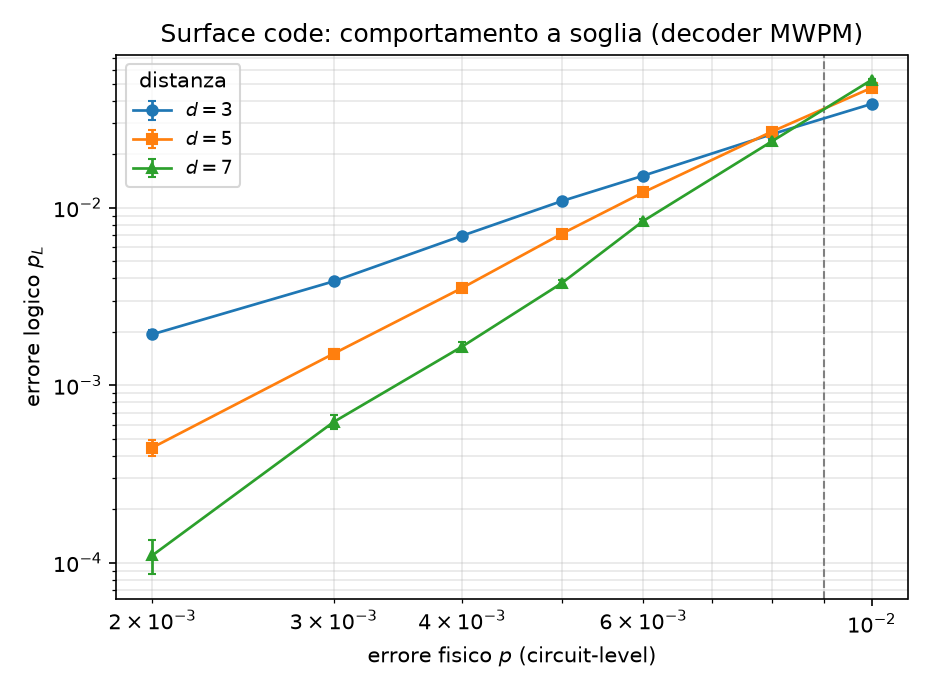 Surface code: comportamento a soglia (decoder MWPM)
distanza
d = 3
d = 5
d = 7
errore logico p_L
10⁻²
10⁻³
10⁻⁴
2 × 10⁻³ 3 × 10⁻³ 4 × 10⁻³ 6 × 10⁻³ 10⁻²
errore fisico p (circuit-level)